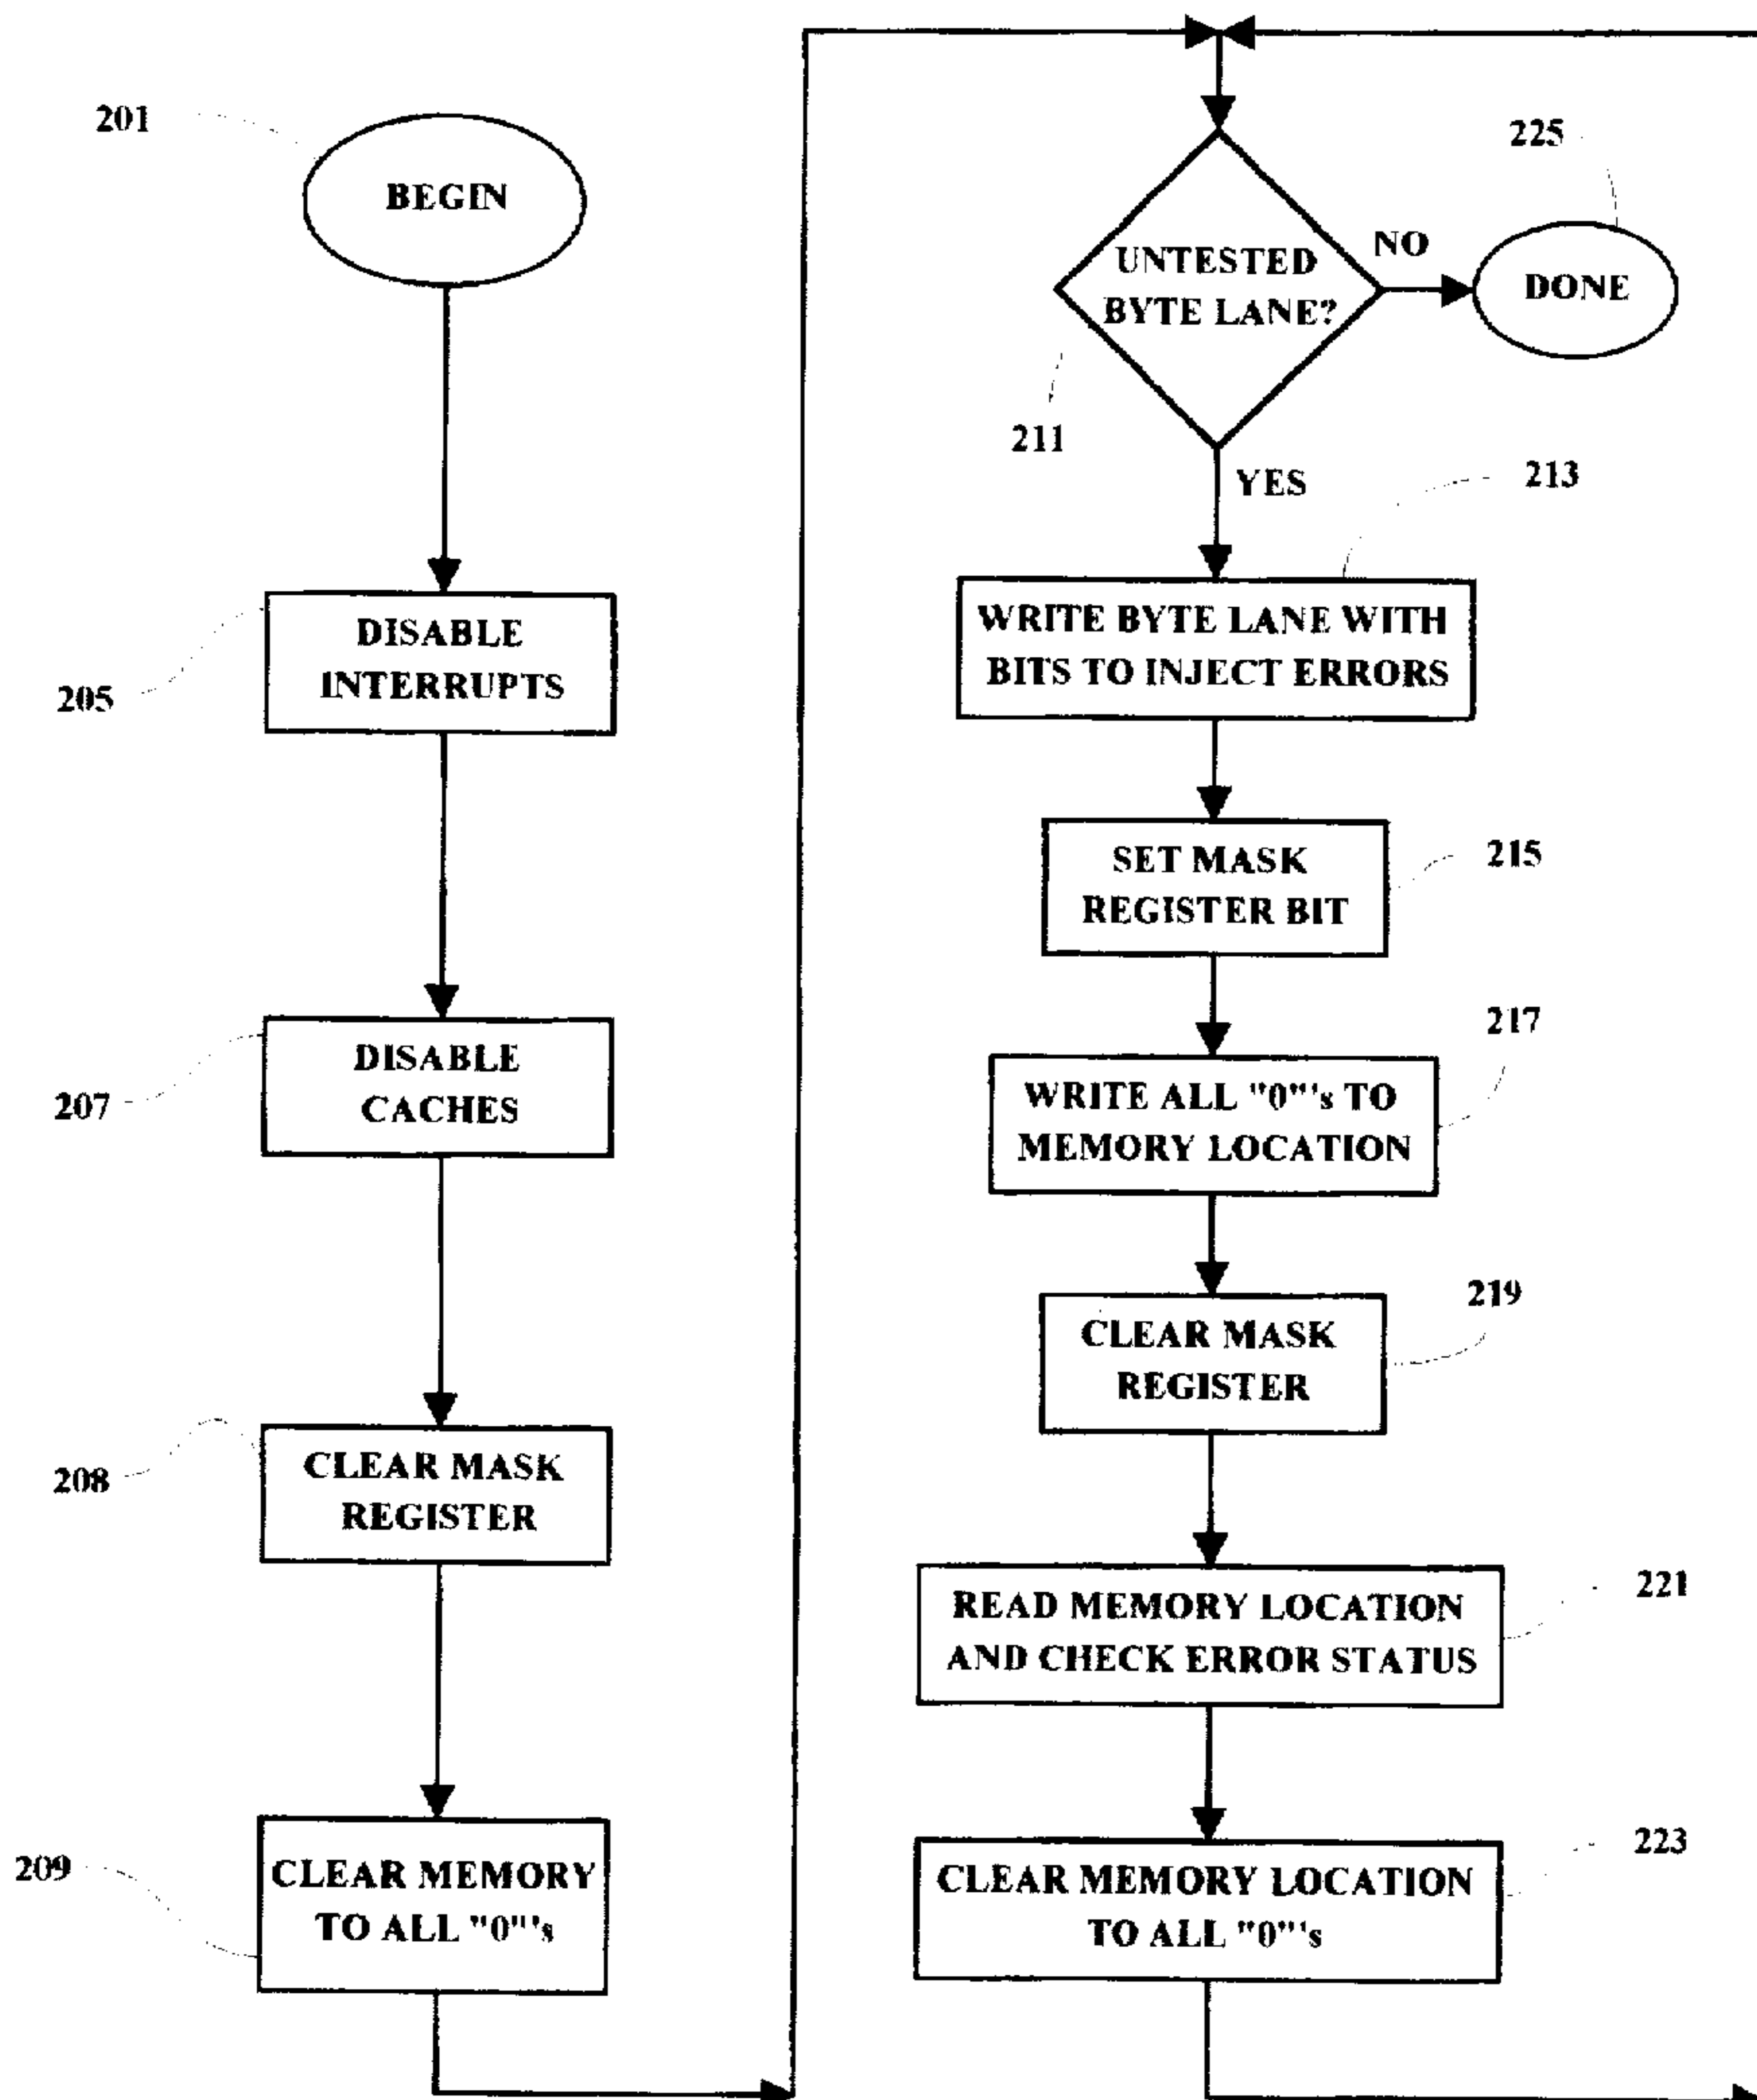 201
BEGIN
DISABLE
INTERRUPTS
205
DISABLE
CACHES
207
CLEAR MASK
REGISTER
208
CLEAR MEMORY
TO ALL "0"'s
209
UNTESTED
BYTE LANE?
211
NO
225
DONE
YES
213
WRITE BYTE LANE WITH
BITS TO INJECT ERRORS
SET MASK
REGISTER BIT
215
217
WRITE ALL "0"'s TO
MEMORY LOCATION
219
CLEAR MASK
REGISTER
221
READ MEMORY LOCATION
AND CHECK ERROR STATUS
223
CLEAR MEMORY LOCATION
TO ALL "0"'s